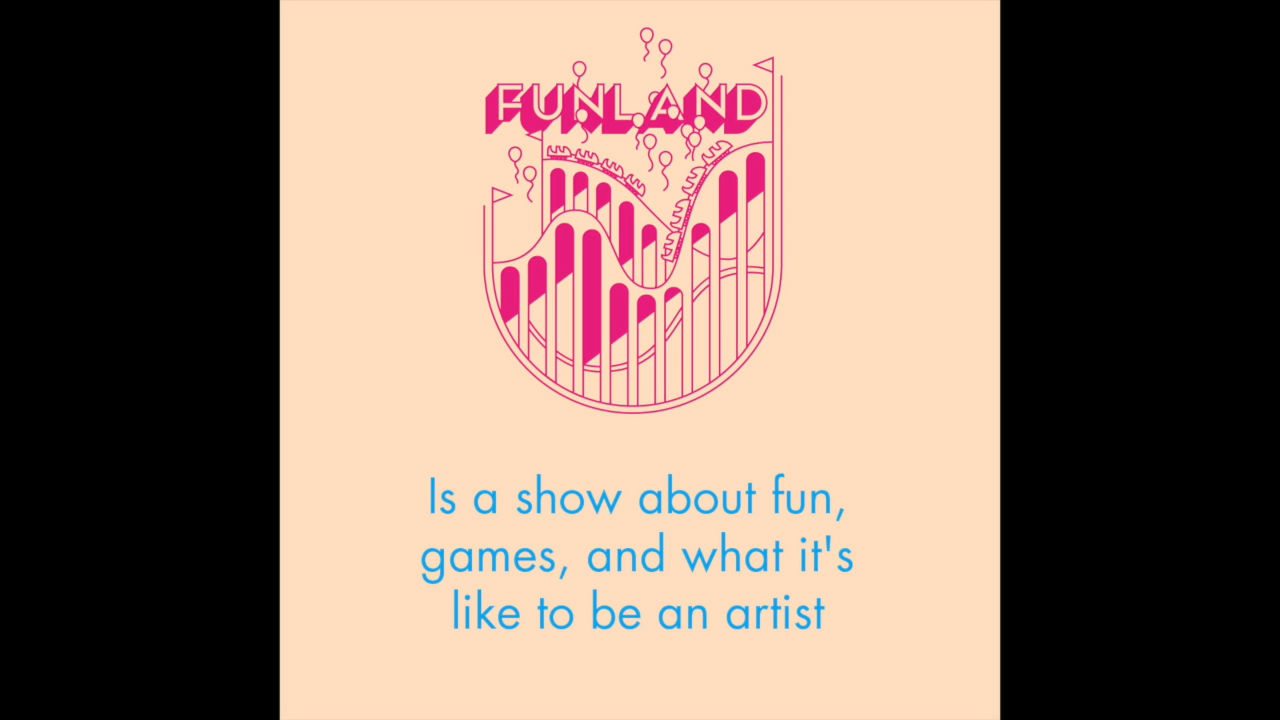 FUNLAND
Is a show about fun,
games, and what it's
like to be an artist